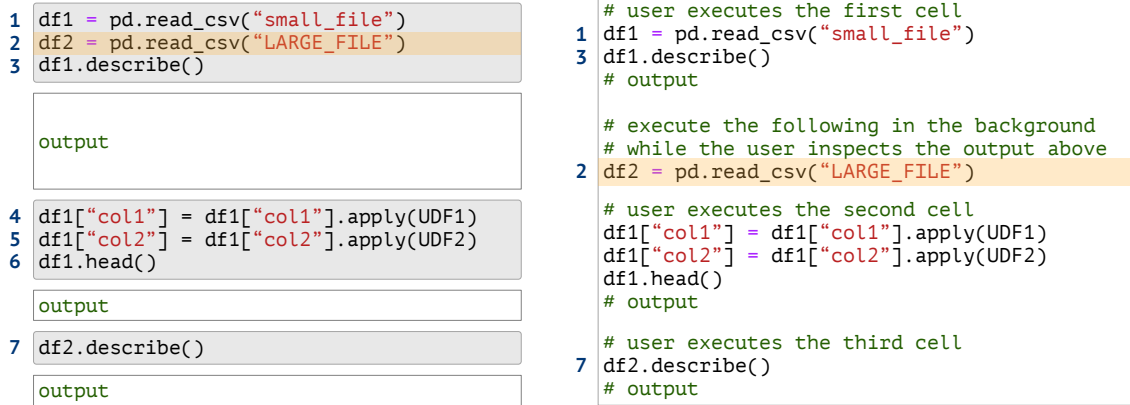 1 df1 = pd.read_csv(“small_file”)
2 df2 = pd.read_csv(“LARGE_FILE”)
3 df1.describe()
output
4 df1[“col1”] = df1[“col1”].apply(UDF1)
5 df1[“col2”] = df1[“col2”].apply(UDF2)
6 df1.head()
output
7 df2.describe()
output
# user executes the first cell
1 df1 = pd.read_csv(“small_file”)
3 df1.describe()
# output
# execute the following in the background
# while the user inspects the output above
2 df2 = pd.read_csv(“LARGE_FILE”)
# user executes the second cell
df1[“col1”] = df1[“col1”].apply(UDF1)
df1[“col2”] = df1[“col2”].apply(UDF2)
df1.head()
# output
# user executes the third cell
7 df2.describe()
# output